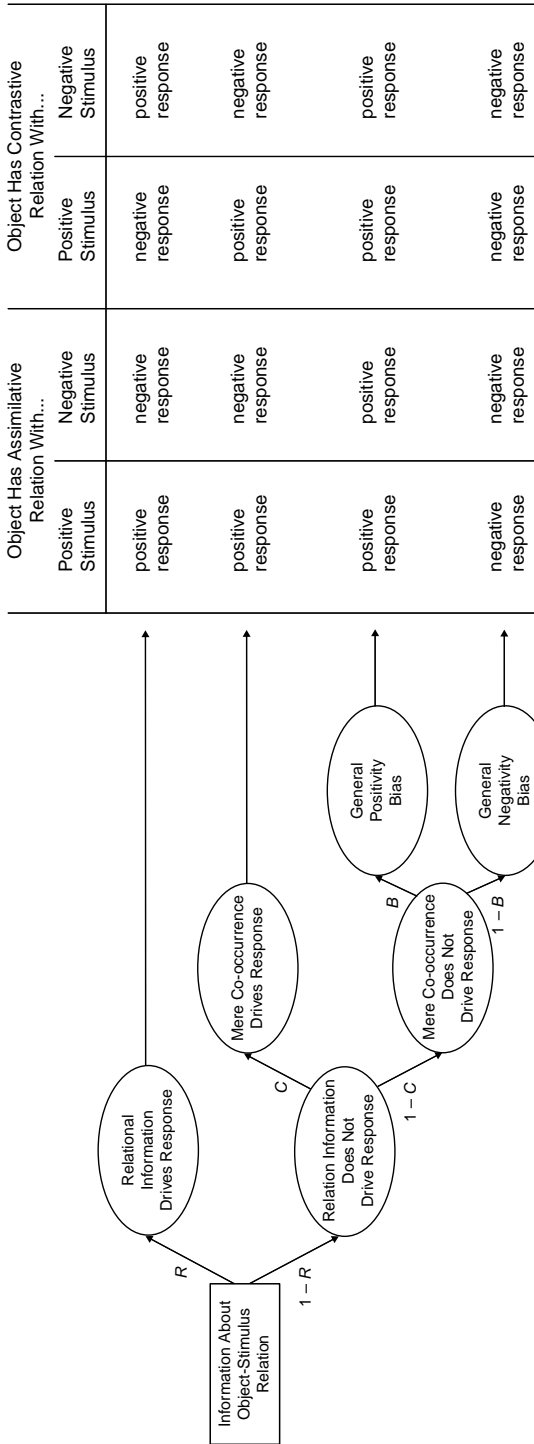 Object Has Assimilative
Relation With...
Object Has Contrastive
Relation With...
Positive
Stimulus
Negative
Stimulus
Positive
Stimulus
Negative
Stimulus
Information About
Object-Stimulus
Relation
R
1 – R
Relational
Information
Drives Response
positive
response
negative
response
negative
response
positive
response
Relation Information
Does Not
Drive Response
C
1 – C
Mere Co-occurrence
Drives Response
positive
response
negative
response
positive
response
negative
response
Mere Co-occurrence
Does Not
Drive Response
B
1 – B
General
Positivity
Bias
positive
response
positive
response
positive
response
positive
response
General
Negativity
Bias
negative
response
negative
response
negative
response
negative
response